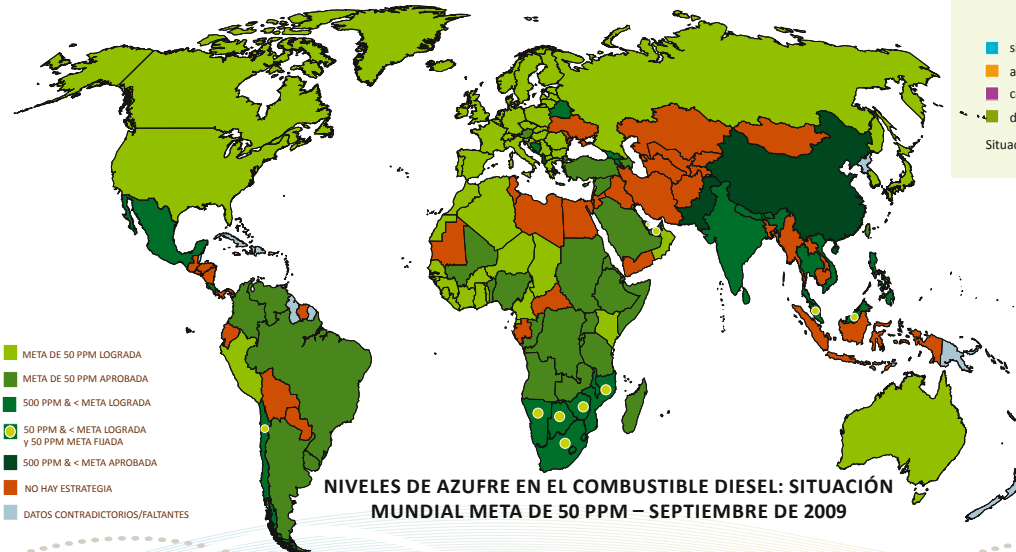 s
a
c
d
Situac
META DE 50 PPM LOGRADA
META DE 50 PPM APROBADA
500 PPM & < META LOGRADA
50 PPM & < META LOGRADA
y 50 PPM META FIJADA
500 PPM & < META APROBADA
NO HAY ESTRATEGIA
DATOS CONTRADICTORIOS/FALTANTES
NIVELES DE AZUFRE EN EL COMBUSTIBLE DIESEL: SITUACIÓN
MUNDIAL META DE 50 PPM – SEPTIEMBRE DE 2009